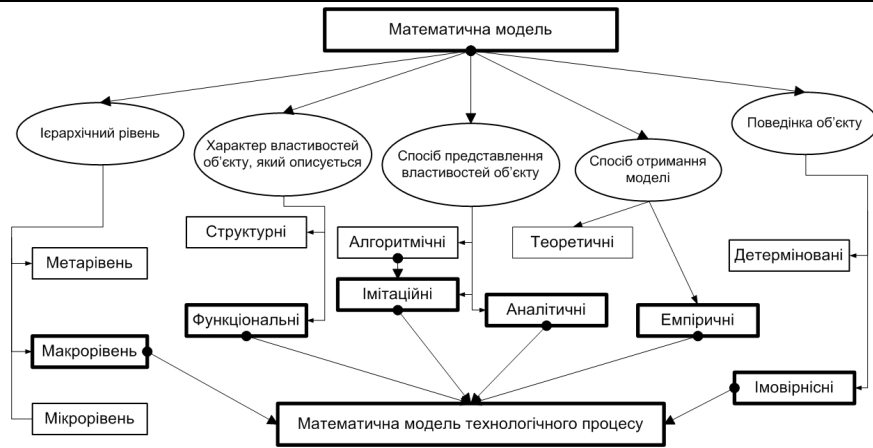 Математична модель
Ієрархічний рівень
Характер властивостей
об'єкту, який описується
Спосіб представлення
властивостей об'єкту
Спосіб отримання
моделі
Поведінка об'єкту
Структурні
Алгоритмічні
Теоретичні
Метарівень
Детерміновані
Імітаційні
Функціональні
Аналітичні
Емпіричні
Макрорівень
Імовірнісні
Мікрорівень
Математична модель технологічного процесу